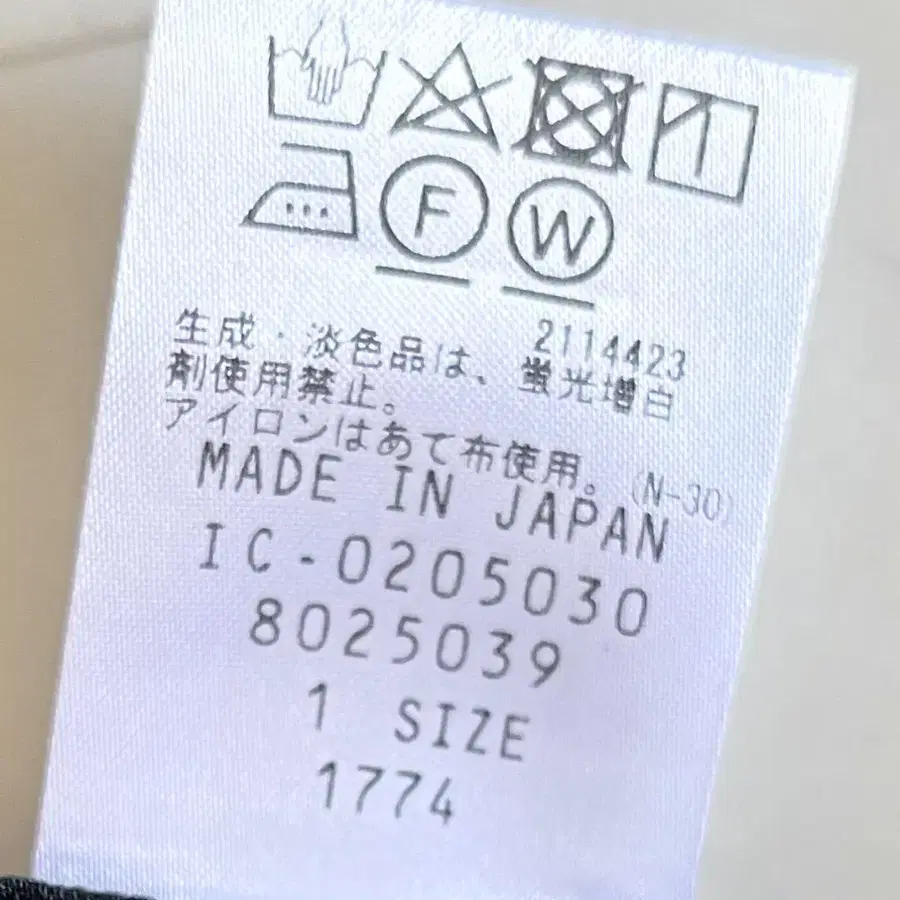 F W
2114423
生成・淡色品は、蛍光増白
剤使用禁止。
アイロンはあて布使用。(N-30)
MADE IN JAPAN
IC-0205030
8025039
1 SIZE
1774